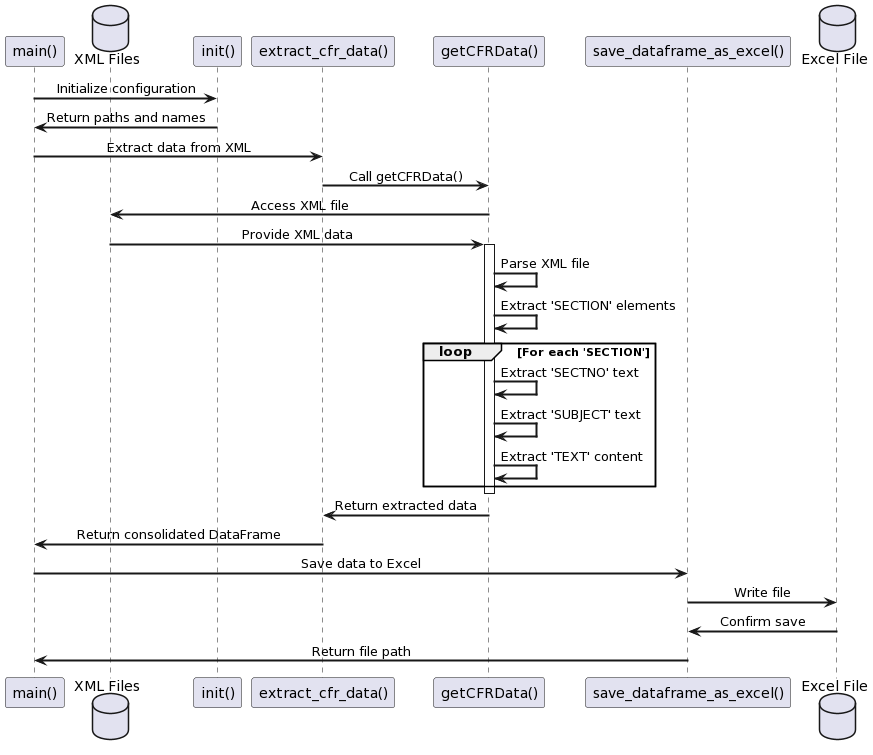 main()
XML Files
init()
extract_cfr_data()
getCFRData()
save_dataframe_as_excel()
Excel File
Initialize configuration
Return paths and names
Extract data from XML
Call getCFRData()
Access XML file
Provide XML data
Parse XML file
Extract 'SECTION' elements
loop
[For each 'SECTION']
Extract 'SECTNO' text
Extract 'SUBJECT' text
Extract 'TEXT' content
Return extracted data
Return consolidated DataFrame
Save data to Excel
Write file
Confirm save
Return file path
main()
XML Files
init()
extract_cfr_data()
getCFRData()
save_dataframe_as_excel()
Excel File